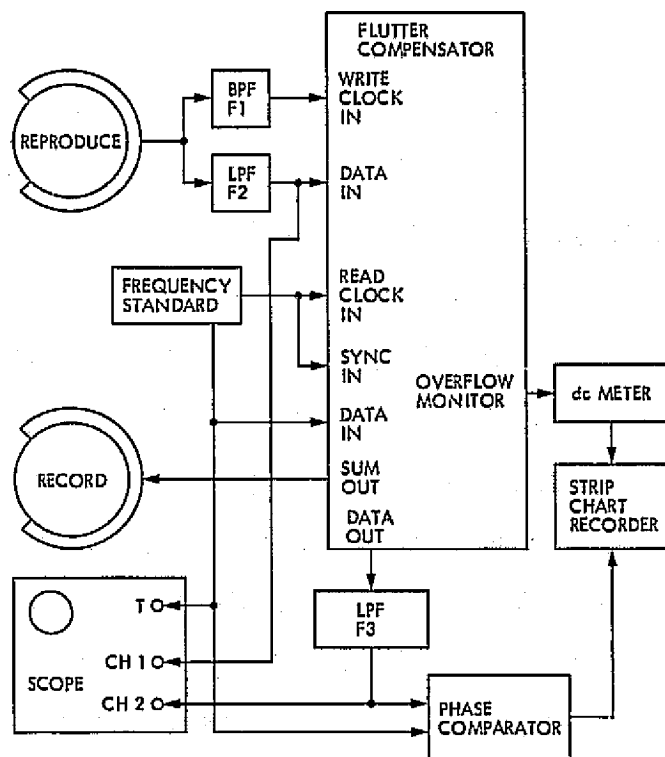 FLUTTER
COMPENSATOR
WRITE
CLOCK
IN
BPF
F1
REPRODUCE
LPF
F2
DATA
IN
FREQUENCY
STANDARD
READ
CLOCK
IN
SYNC
IN
OVERFLOW
MONITOR
dc METER
DATA
IN
RECORD
SUM
OUT
STRIP
CHART
RECORDER
DATA
OUT
LPF
F3
T
CH 1
SCOPE
CH 2
PHASE
COMPARATOR